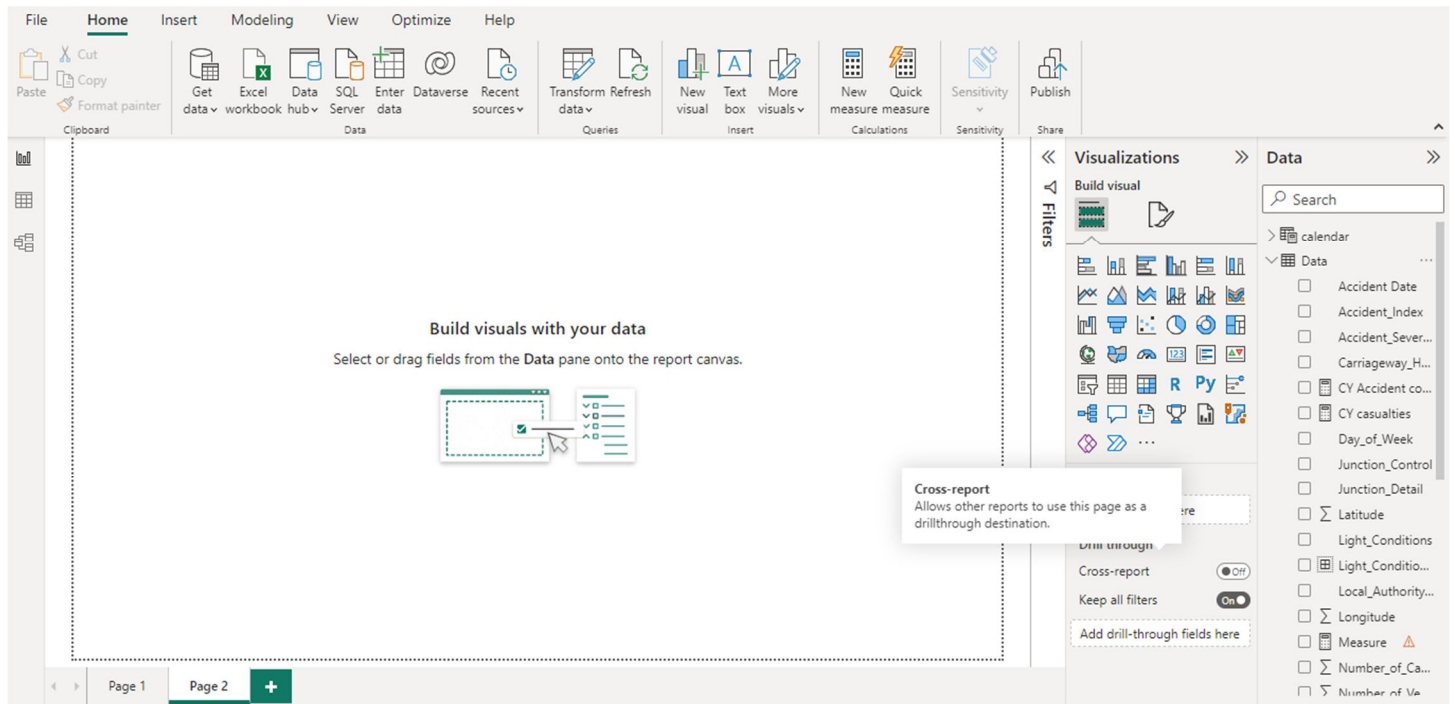 File Home Insert Modeling View Optimize Help
Paste
Cut
Copy
Format painter
Clipboard
Get data
Excel workbook
Data hub
SQL Server
Enter data
Dataverse
Recent sources
Data
Transform data
Refresh
Queries
New visual
A
Text box
More visuals
Insert
New measure
Quick measure
Calculations
Sensitivity
Sensitivity
Publish
Share
Build visuals with your data
Select or drag fields from the Data pane onto the report canvas.
Filters
Visualizations
Build visual
123
R Py
Cross-report
Allows other reports to use this page as a
drillthrough destination.
ere
Drill through
Cross-report Off
Keep all filters On
Add drill-through fields here
Data
Search
calendar
Data
Accident Date
Accident_Index
Accident_Sever...
Carriageway_H...
CY Accident co...
CY casualties
Day_of_Week
Junction_Control
Junction_Detail
Latitude
Light_Conditions
Light_Conditio...
Local_Authority...
Longitude
Measure
Number_of_Ca...
Number_of_Ve
Page 1 Page 2 +